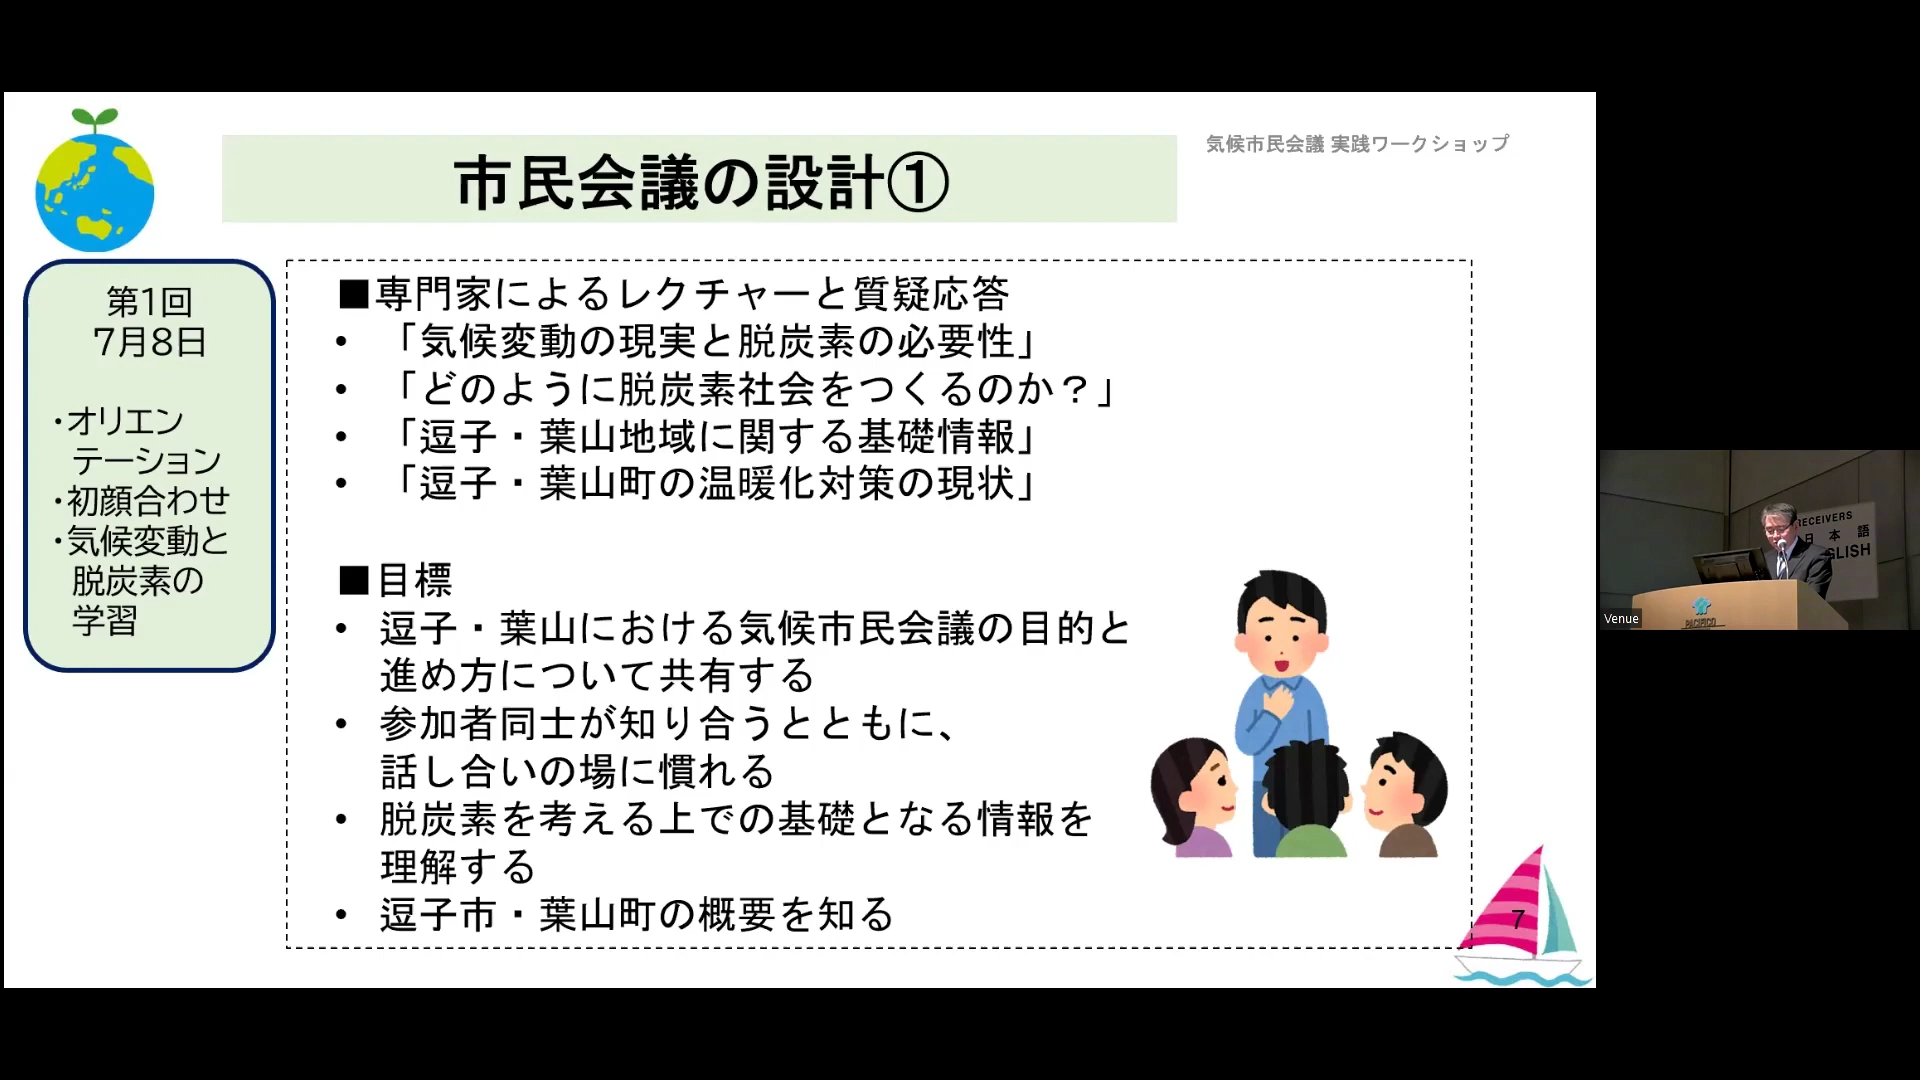 気候市民会議 実践ワークショップ
市民会議の設計①
第1回
7月8日
・オリエン
テーション
・初顔合わせ
・気候変動と
脱炭素の
学習
■専門家によるレクチャーと質疑応答
• 「気候変動の現実と脱炭素の必要性」
• 「どのように脱炭素社会をつくるのか？」
• 「逗子・葉山地域に関する基礎情報」
• 「逗子・葉山町の温暖化対策の現状」
■目標
• 逗子・葉山における気候市民会議の目的と
進め方について共有する
• 参加者同士が知り合うとともに、
話し合いの場に慣れる
• 脱炭素を考える上での基礎となる情報を
理解する
• 逗子市・葉山町の概要を知る
7
RECEIVERS
日本語
GLISH
PACIFICO
Venue